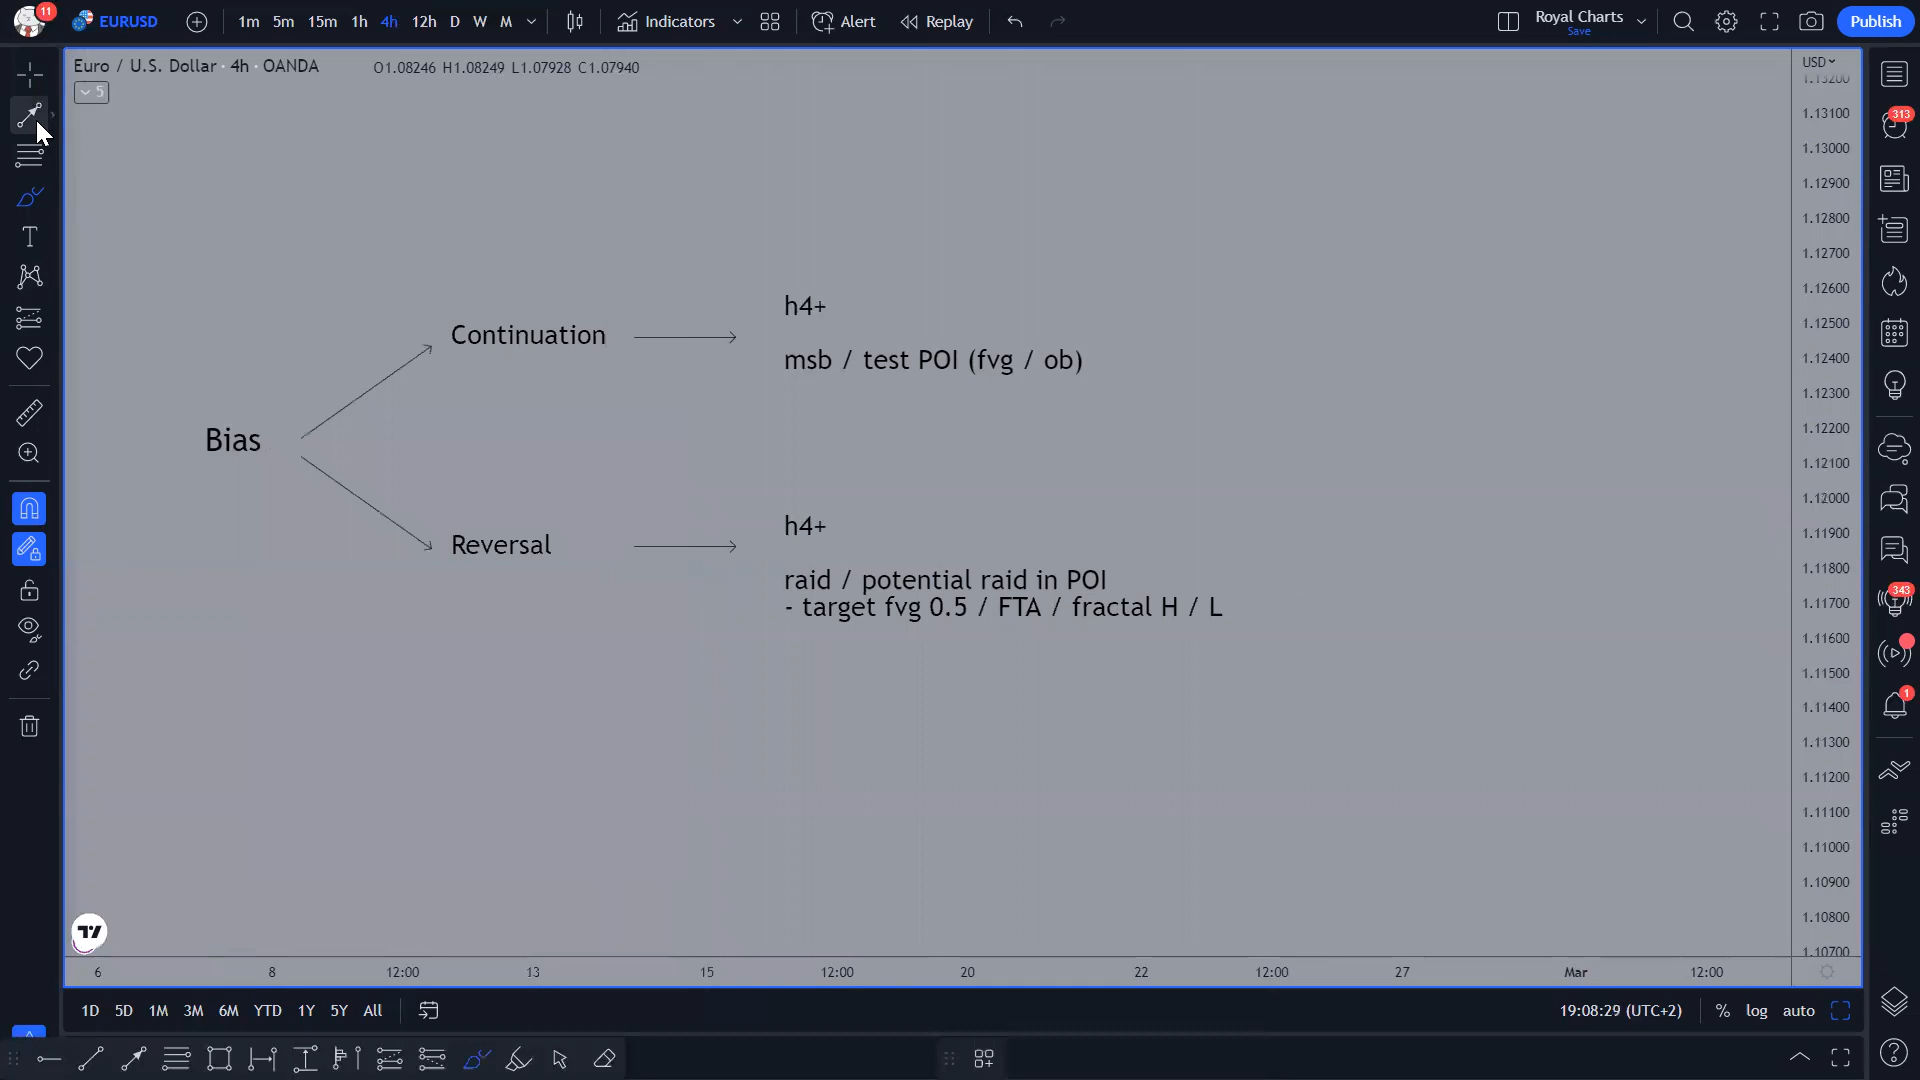 11 EURUSD 1m 5m 15m 1h 4h 12h D W M Indicators Alert Replay Royal Charts Save Publish
Euro / U.S. Dollar · 4h · OANDA O1.08246 H1.08249 L1.07928 C1.07940 USD
5
1.13200
1.13100
1.13000
1.12900
1.12800
1.12700
1.12600
1.12500
1.12400
1.12300
1.12200
1.12100
1.12000
1.11900
1.11800
1.11700
1.11600
1.11500
1.11400
1.11300
1.11200
1.11100
1.11000
1.10900
1.10800
1.10700
313
343
1
Bias
Continuation
h4+
msb / test POI (fvg / ob)
Reversal
h4+
raid / potential raid in POI
- target fvg 0.5 / FTA / fractal H / L
6 8 12:00 13 15 12:00 20 22 12:00 27 Mar 12:00
1D 5D 1M 3M 6M YTD 1Y 5Y All 19:08:29 (UTC+2) % log auto